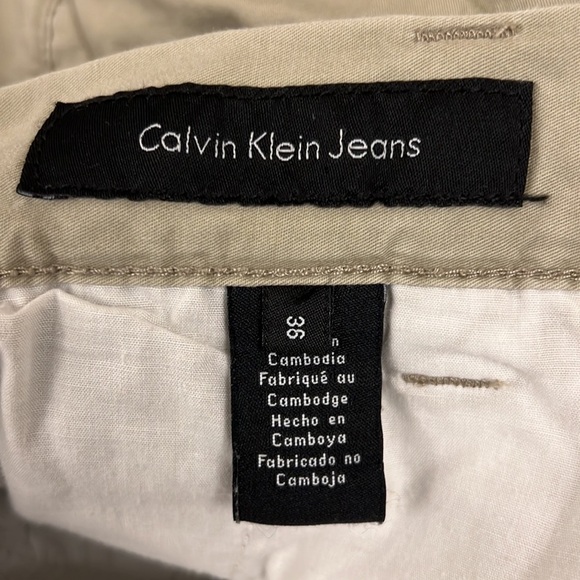 Calvin Klein Jeans
36
n
Cambodia
Fabriqué au
Cambodge
Hecho en
Camboya
Fabricado no
Camboja